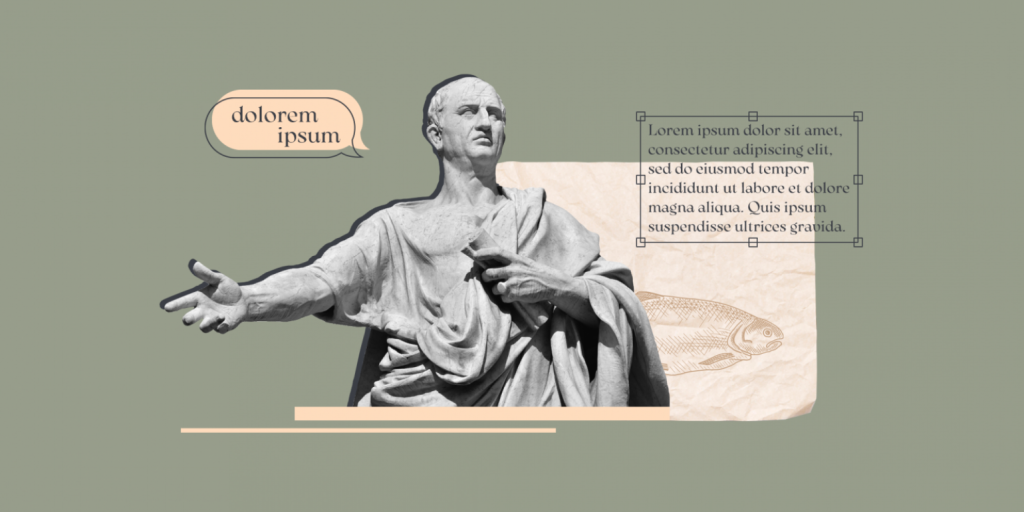 dolorem
ipsum
Lorem ipsum dolor sit amet,
consectetur adipiscing elit,
sed do eiusmod tempor
incididunt ut labore et dolore
magna aliqua. Quis ipsum
suspendisse ultrices gravida.